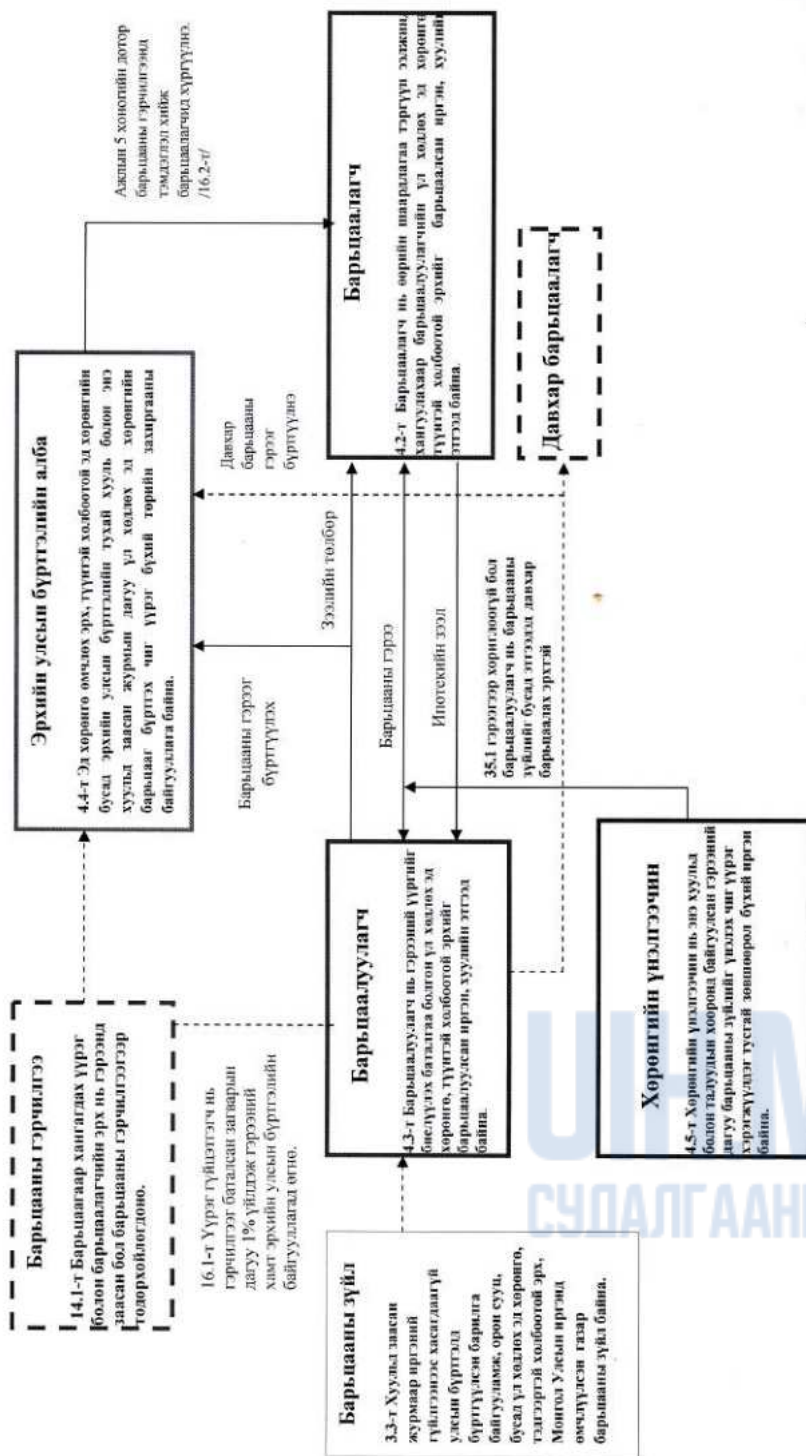 Барьцааны гэрчилгээ
14.1-т Барьцаагаар хангагдах үүрэг
болон барьцаалагчийн эрх нь гэрээнд
заасан бол барьцааны гэрчилгээгээр
тодорхойлогдоно.
Эрхийн улсын бүртгэлийн алба
4.4-т Эд хөрөнгө өмчлөх эрх, түүнтэй холбоотой эд хөрөнгийн
бусад эрхийн улсын бүртгэлийн тухай хууль болон энэ
хуульд заасан журмын дагуу үл хөдлөх эд хөрөнгийн
барьцааг бүртгэх чиг үүрэг бүхий төрийн захиргааны
байгууллага байна.
Ажлын 5 хоногийн дотор
барьцааны гэрчилгээнд
тэмдэглэл хийж
барьцаалагчид хүргүүлнэ.
/16.2-т/
16.1-т Үүрэг гүйцэтгэгч нь
гэрчилгээг баталсан загварын
дагуу 1% үйлдэж гэрээний
хамт эрхийн улсын бүртгэлийн
байгууллагад өгнө.
Барьцааны гэрээг
бүртгүүлэх
Давхар
барьцааны
гэрээг
бүртгүүлнэ
Барьцааны зүйл
3.3-т Хуульд заасан
журмаар иргэний
гүйлгээнээс хасагдаагүй
улсын бүртгэлд
бүртгүүлсэн барилга
байгууламж, орон сууц,
бусад үл хөдлөх эд хөрөнгө,
тэдгээртэй холбоотой эрх,
Монгол Улсын иргэнд
өмчлүүлсэн газар
барьцааны зүйл байна.
Барьцаалуулагч
4.3-т Барьцаалуулагч нь гэрээний үүргийг
биелүүлэх баталгаа болгон үл хөдлөх эд
хөрөнгө, түүнтэй холбоотой эрхийг
барьцаалуулсан иргэн, хуулийн этгээд
байна.
Зээлийн төлбөр
Барьцааны гэрээ
Ипотекийн зээл
Барьцаалагч
4.2-т Барьцаалагч нь өөрийн шаардлагаа тэргүүн ээлжинд
хангуулахаар барьцаалуулагчийн үл хөдлөх эд хөрөнгө
түүнтэй холбоотой эрхийг барьцаалсан иргэн, хуулийн
этгээд байна.
35.1 гэрээгээр хориглоогүй бол
барьцаалуулагч нь барьцааны
зүйлийг бусад этгээдэд давхар
барьцаалах эрхтэй
Давхар барьцаалагч
Хөрөнгийн үнэлгээчин
4.5-т Хөрөнгийн үнэлгээчин нь энэ хуульд
болон талуудын хооронд байгуулсан гэрээний
дагуу барьцааны зүйлийг үнэлэх чиг үүрэг
хэрэгжүүлдэг тусгай зөвшөөрөл бүхий иргэн
байна.